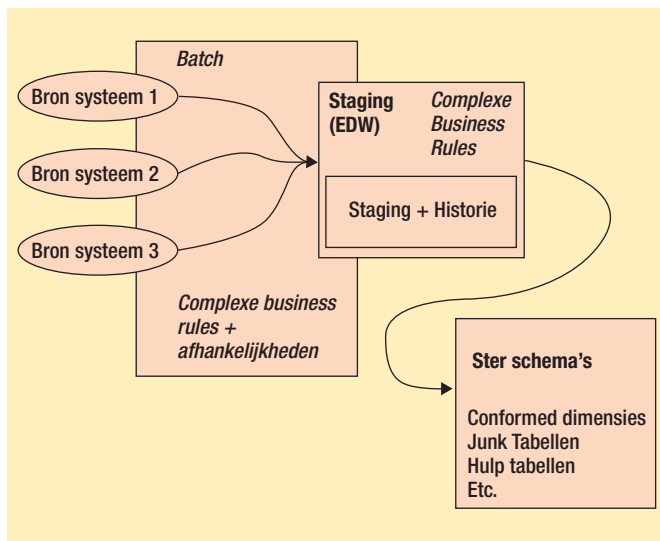 Batch
Bron systeem 1
Bron systeem 2
Bron systeem 3
Complexe business
rules +
afhankelijkheden
Staging
(EDW)
Complexe
Business
Rules
Staging + Historie
Ster schema's
Conformed dimensies
Junk Tabellen
Hulp tabellen
Etc.